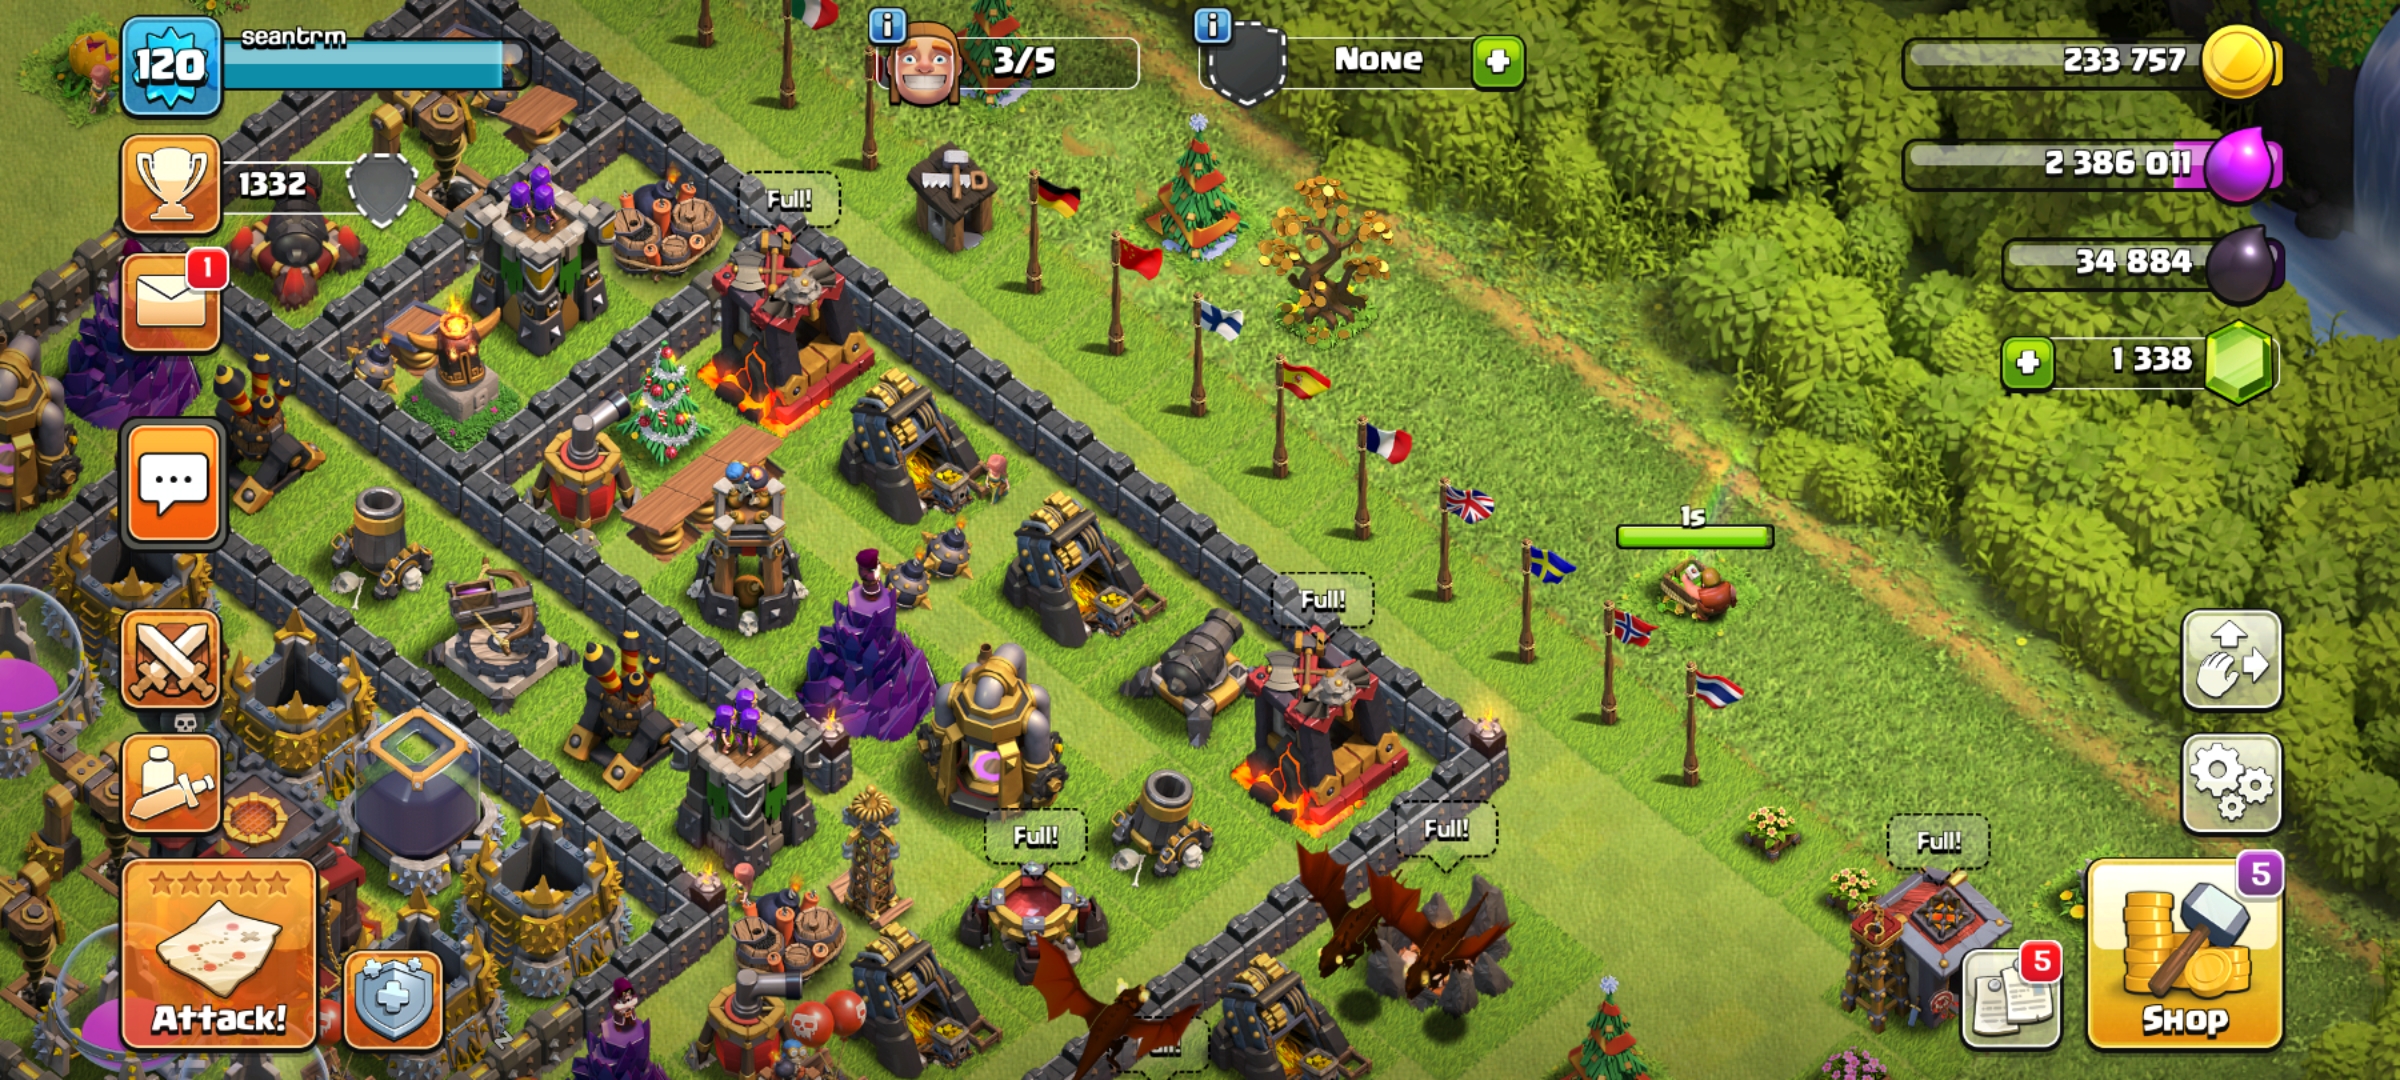 120
seantrm
3/5
None
233 757
1332
2 386 011
Full!
1
34 884
1 338
1s
Full!
Full!
Full!
Full!
5
5
Attack!
Shop